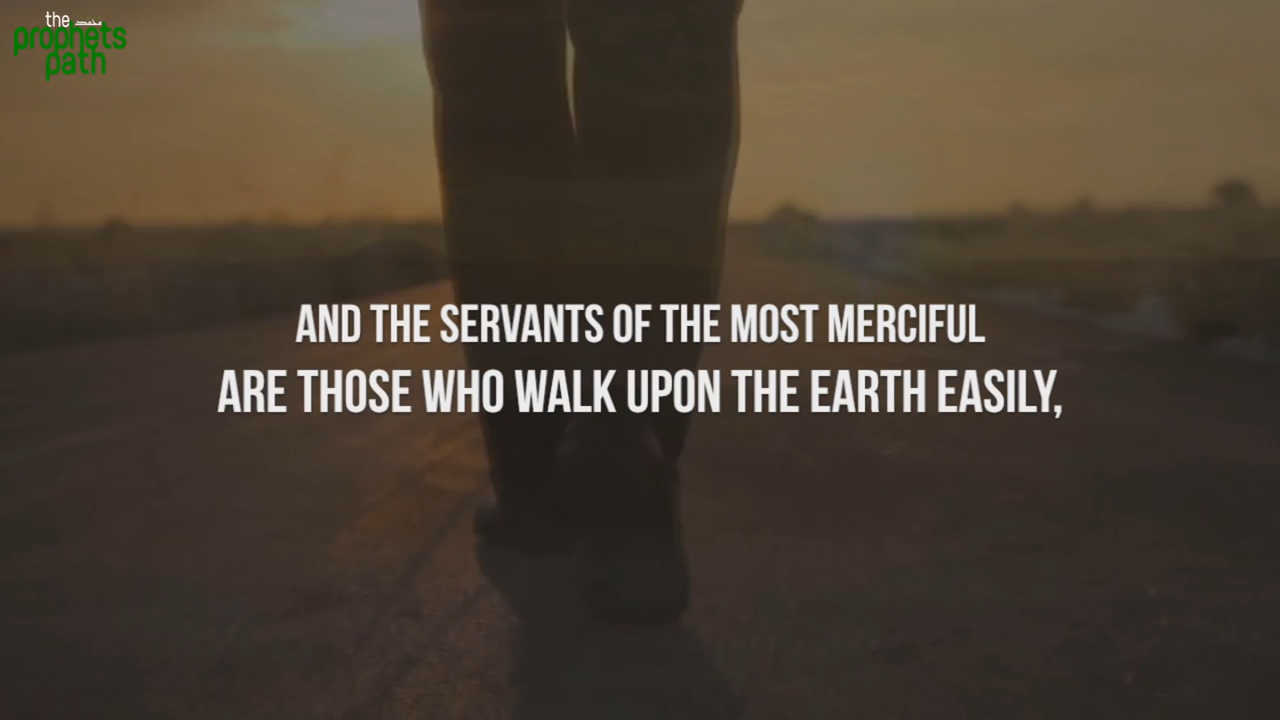 the
prophets
path
AND THE SERVANTS OF THE MOST MERCIFUL
ARE THOSE WHO WALK UPON THE EARTH EASILY,